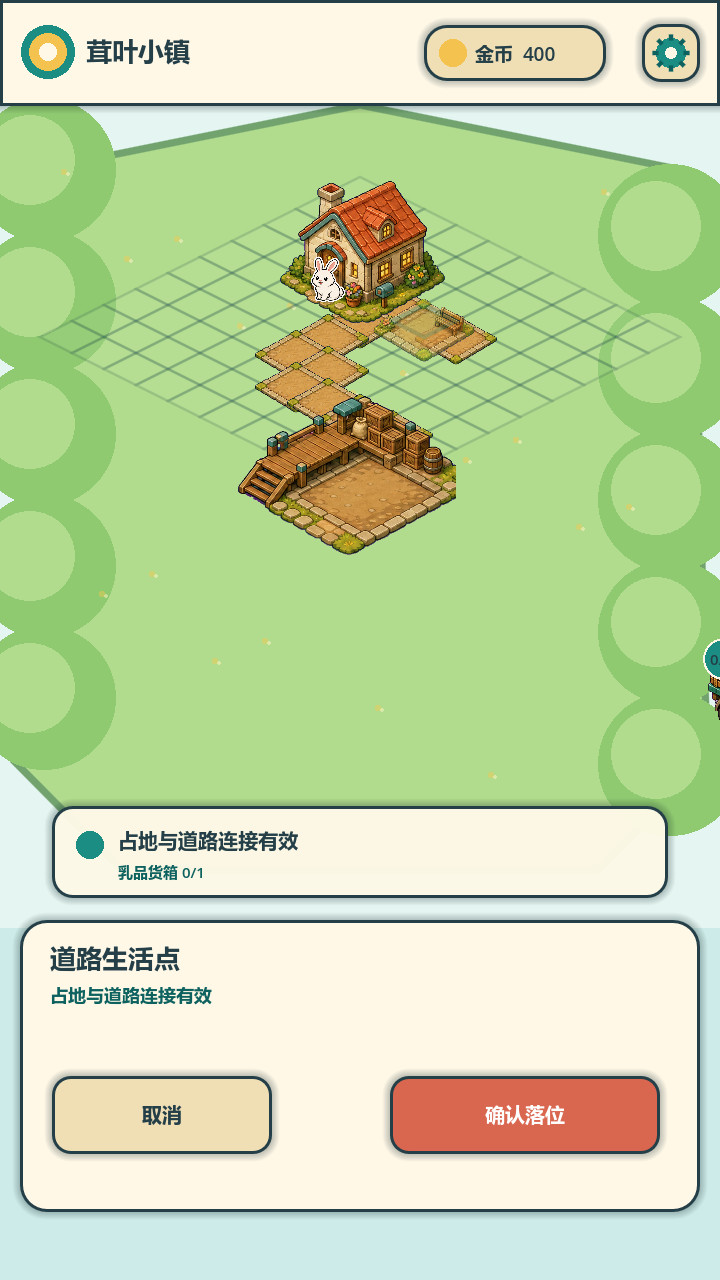 茸叶小镇
金币 400
占地与道路连接有效
乳品货箱 0/1
道路生活点
占地与道路连接有效
取消
确认落位